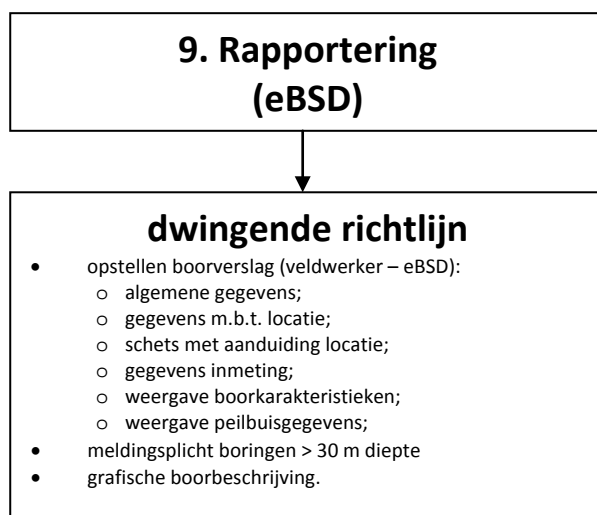 9. Rapportering
(eBSD)
dwingende richtlijn
• opstellen boorverslag (veldwerker – eBSD):
o algemene gegevens;
o gegevens m.b.t. locatie;
o schets met aanduiding locatie;
o gegevens inmeting;
o weergave boorkarakteristieken;
o weergave peilbuisgegevens;
• meldingsplicht boringen > 30 m diepte
• grafische boorbeschrijving.